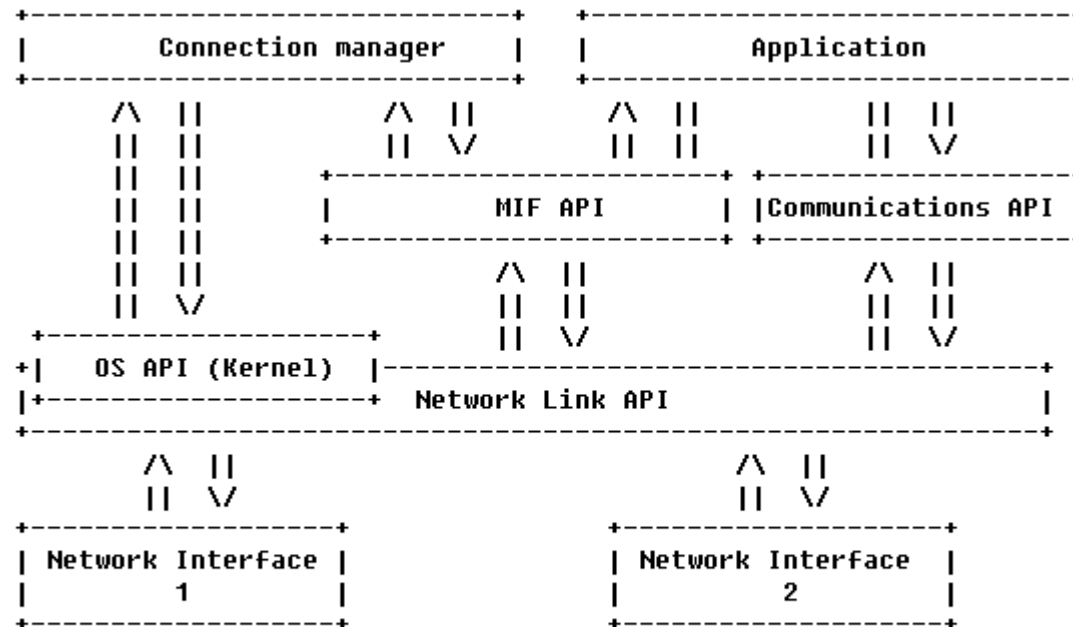 Connection manager
Application
MIF API
Communications API
OS API (Kernel)
Network Link API
Network Interface
1
Network Interface
2